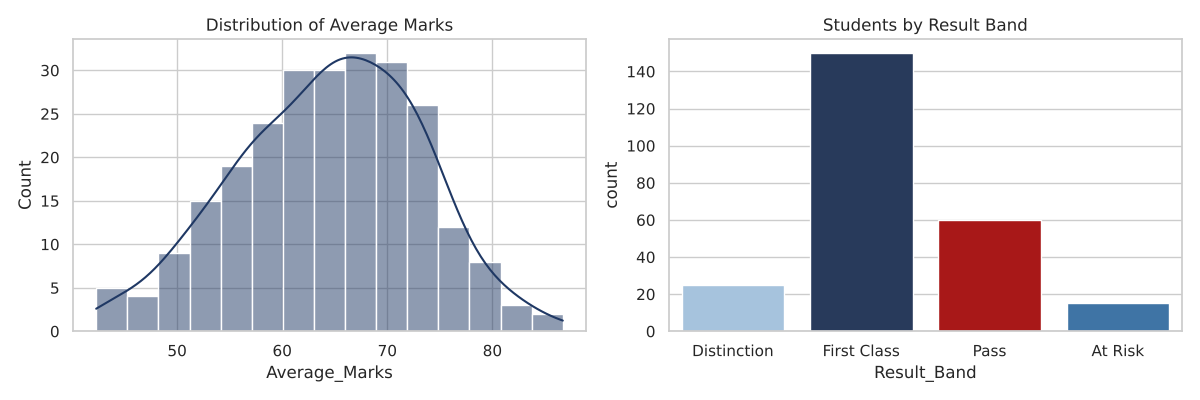 Distribution of Average Marks
Count
30
25
20
15
10
5
0
50 60 70 80
Average_Marks
Students by Result Band
count
140
120
100
80
60
40
20
0
Distinction First Class Pass At Risk
Result_Band